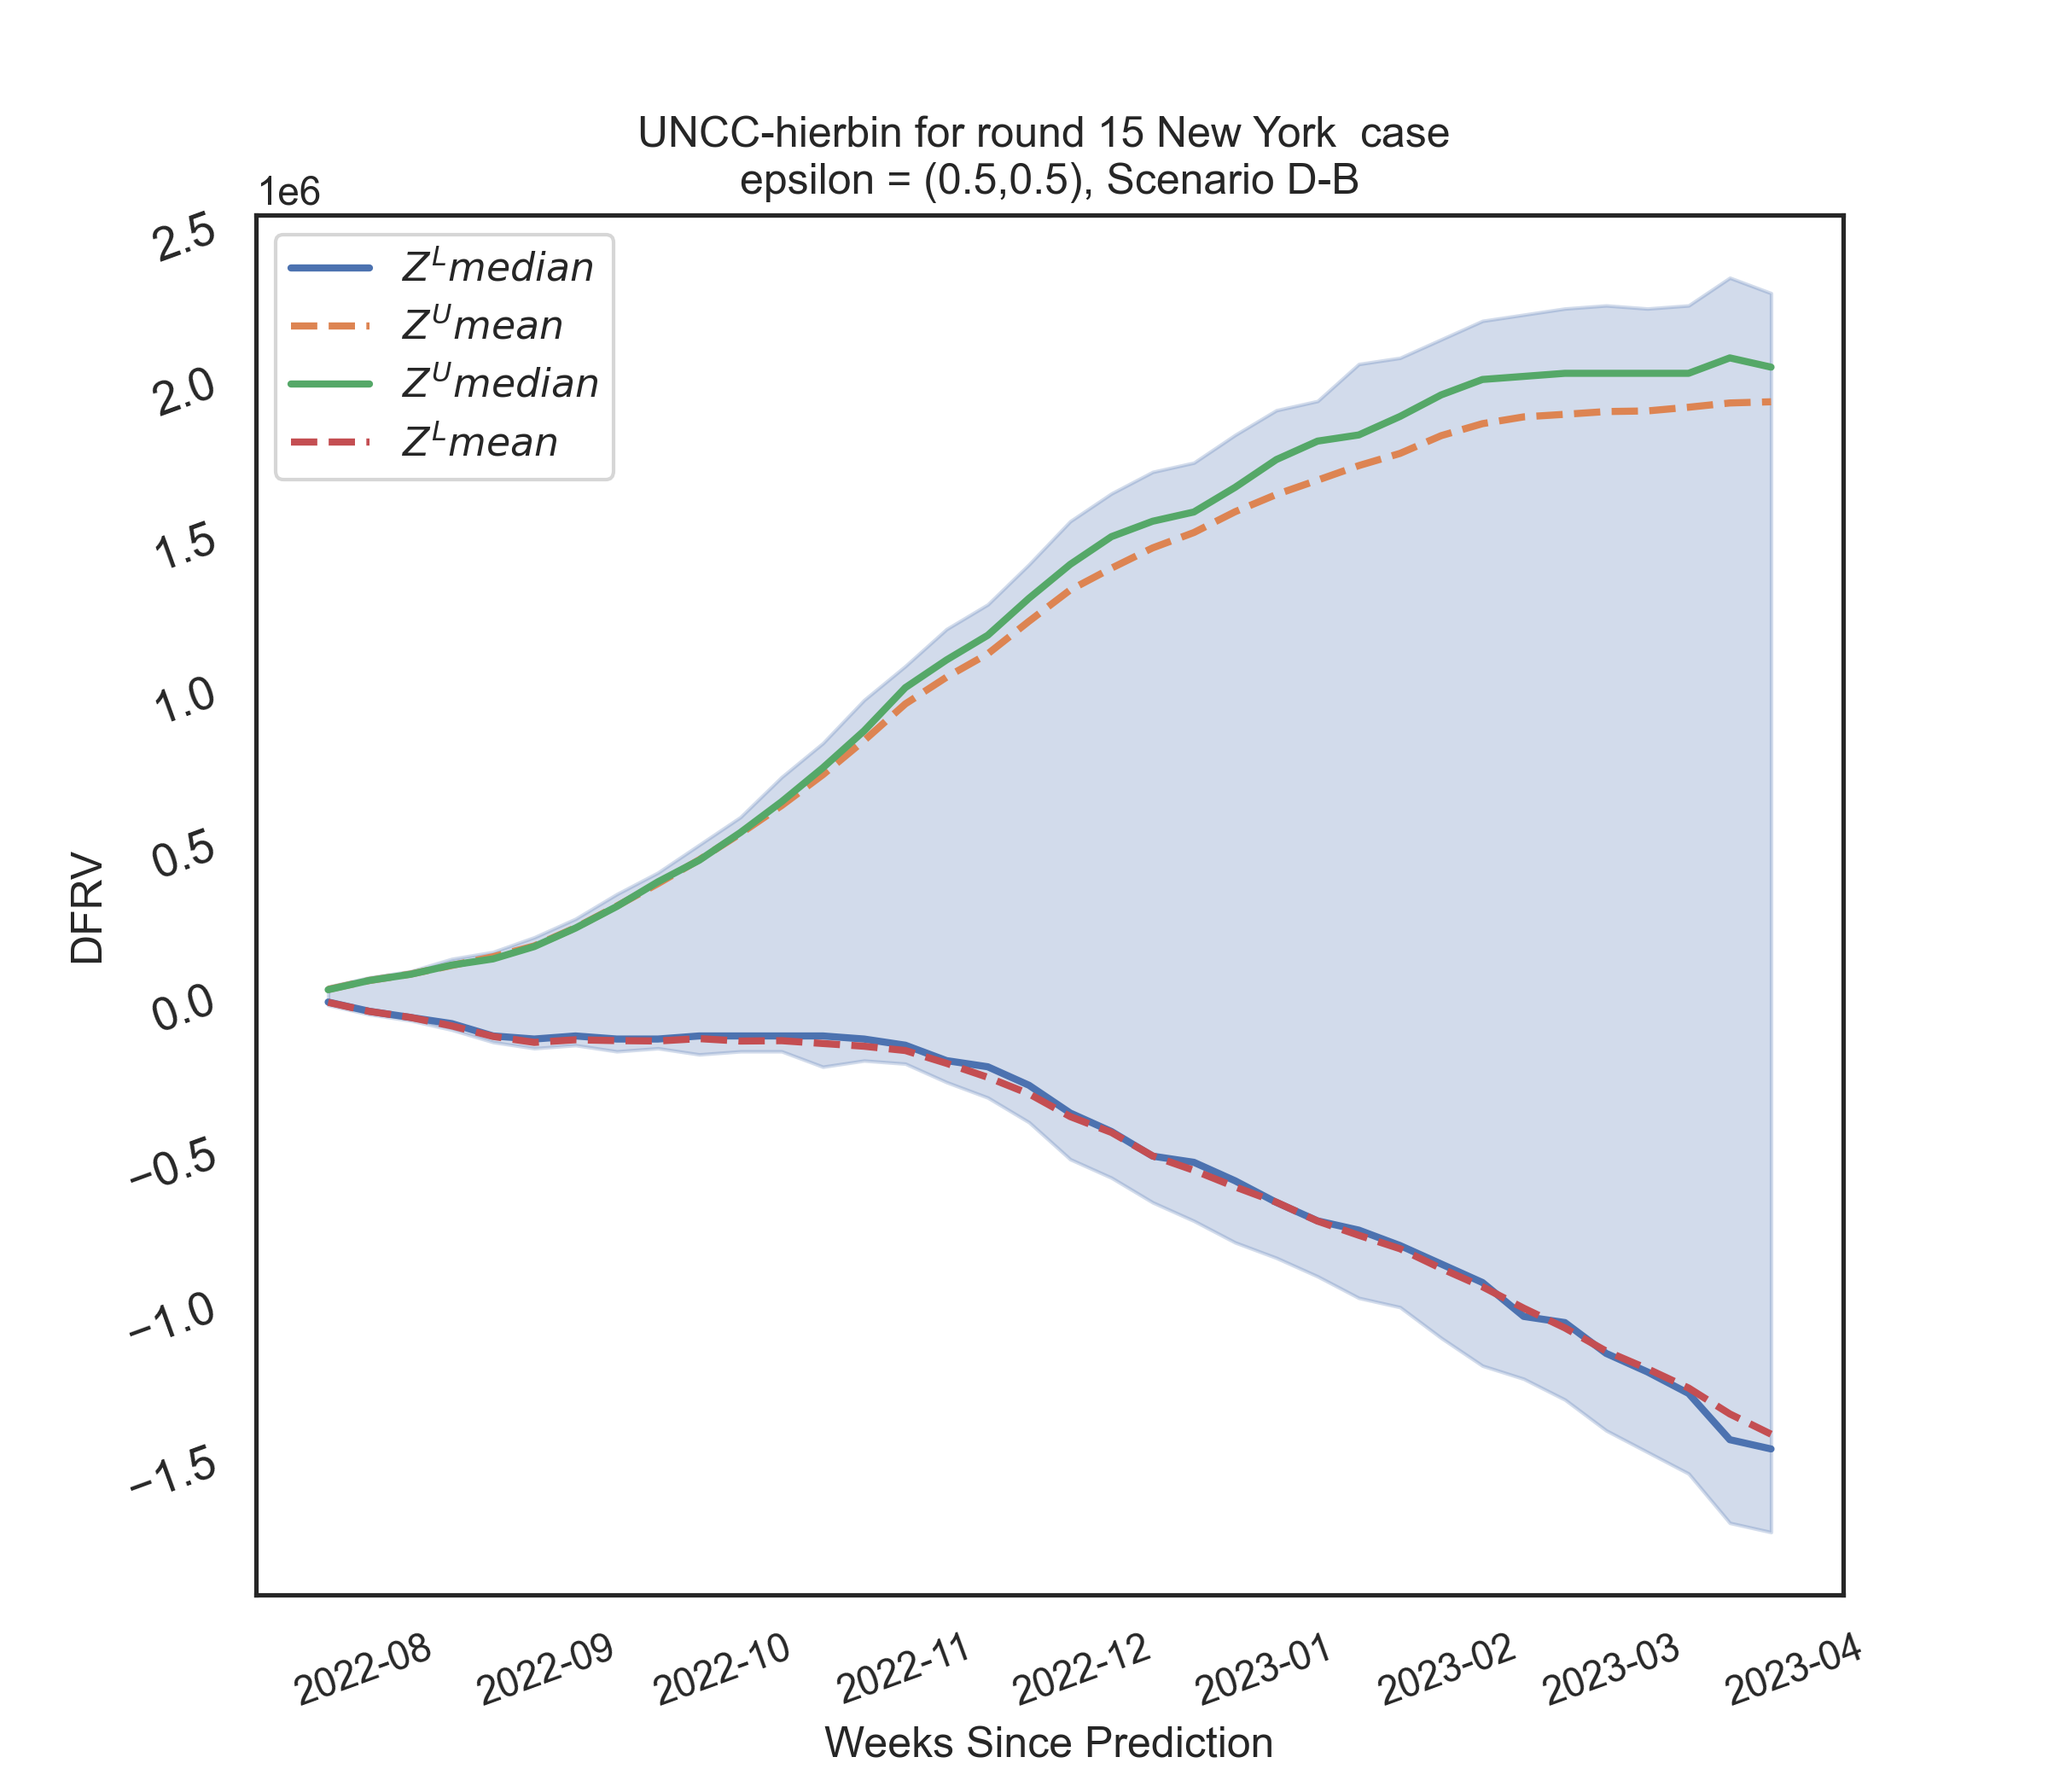 UNCC-hierbin for round 15 New York  case
epsilon = (0.5,0.5), Scenario D-B
1e6
2.5
2.0
1.5
1.0
0.5
0.0
−0.5
−1.0
−1.5
Z^L median
Z^U mean
Z^U median
Z^L mean
DFRV
2022-08
2022-09
2022-10
2022-11
2022-12
2023-01
2023-02
2023-03
2023-04
Weeks Since Prediction